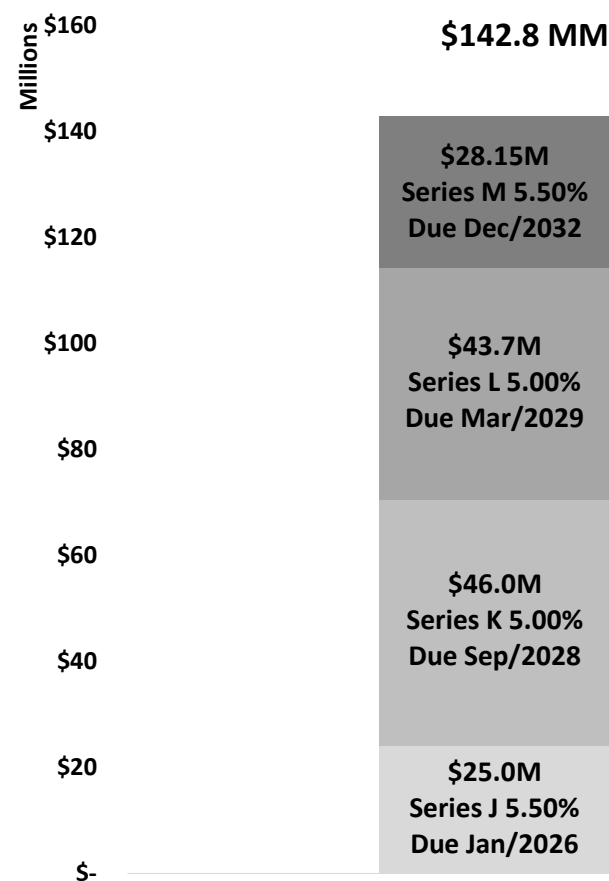 Millions
$160
$140
$120
$100
$80
$60
$40
$20
$-
$142.8 MM
$28.15M
Series M 5.50%
Due Dec/2032
$43.7M
Series L 5.00%
Due Mar/2029
$46.0M
Series K 5.00%
Due Sep/2028
$25.0M
Series J 5.50%
Due Jan/2026